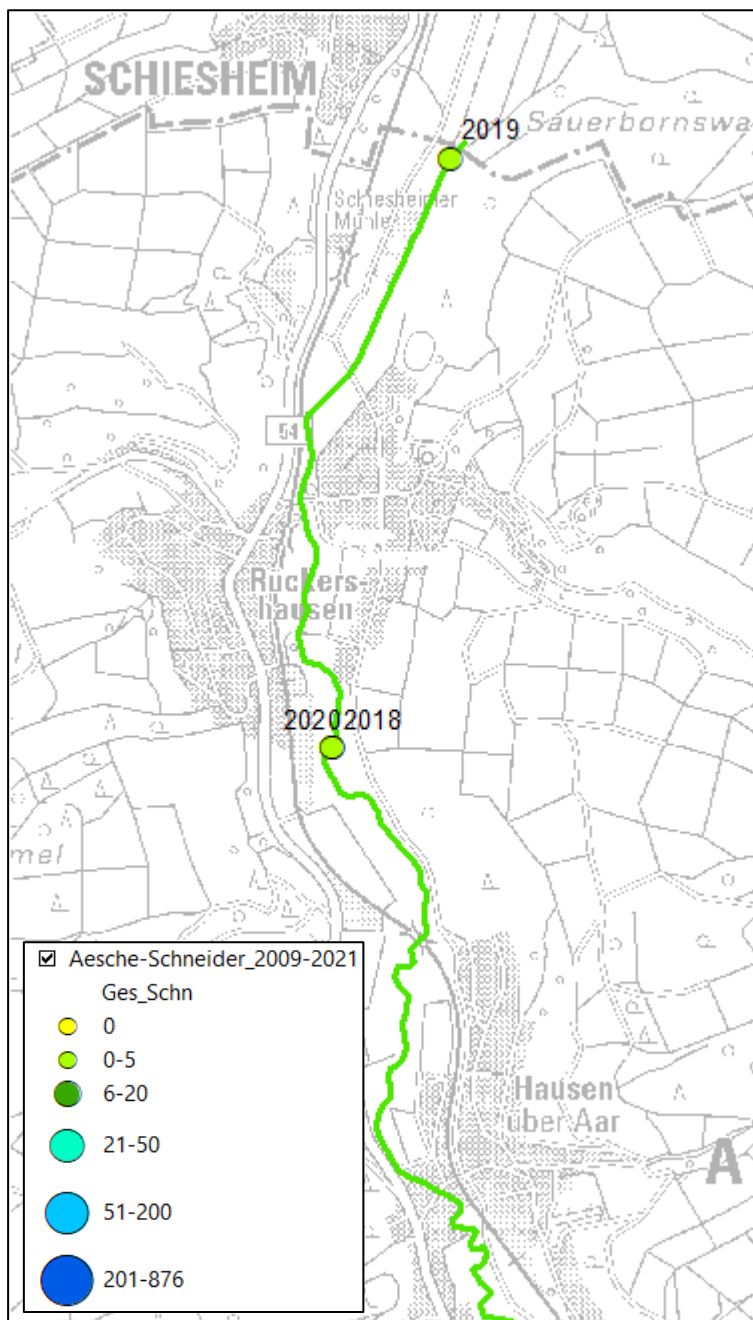 SCHIESHEIM
2019
Sauerbornswa
Schiesheimer
Mühle
54
Ruckers-
hausen
20202018
mel
Aesche-Schneider_2009-2021
Ges_Schn
0
0-5
6-20
21-50
51-200
201-876
Hausen
über Aar
A